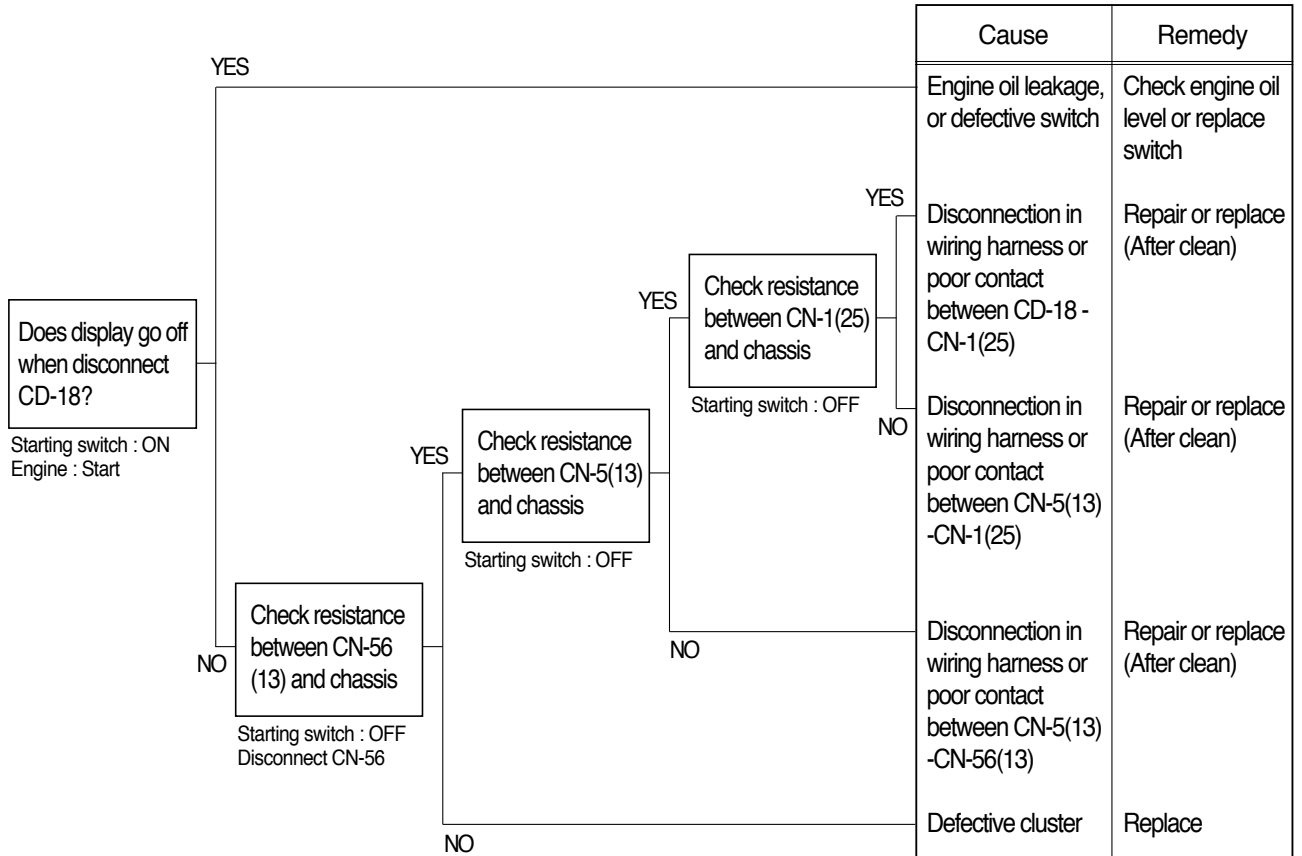 Cause
Remedy
YES
Engine oil leakage,
or defective switch
Check engine oil
level or replace
switch
YES
Disconnection in
wiring harness or
poor contact
between CD-18 -
CN-1(25)
Repair or replace
(After clean)
YES
Check resistance
between CN-1(25)
and chassis
Starting switch : OFF
NO
Does display go off
when disconnect
CD-18?
Starting switch : ON
Engine : Start
Disconnection in
wiring harness or
poor contact
between CN-5(13)
-CN-1(25)
Repair or replace
(After clean)
YES
Check resistance
between CN-5(13)
and chassis
Starting switch : OFF
NO
Check resistance
between CN-56
(13) and chassis
NO
Starting switch : OFF
Disconnect CN-56
Disconnection in
wiring harness or
poor contact
between CN-5(13)
-CN-56(13)
Repair or replace
(After clean)
NO
Defective cluster
Replace